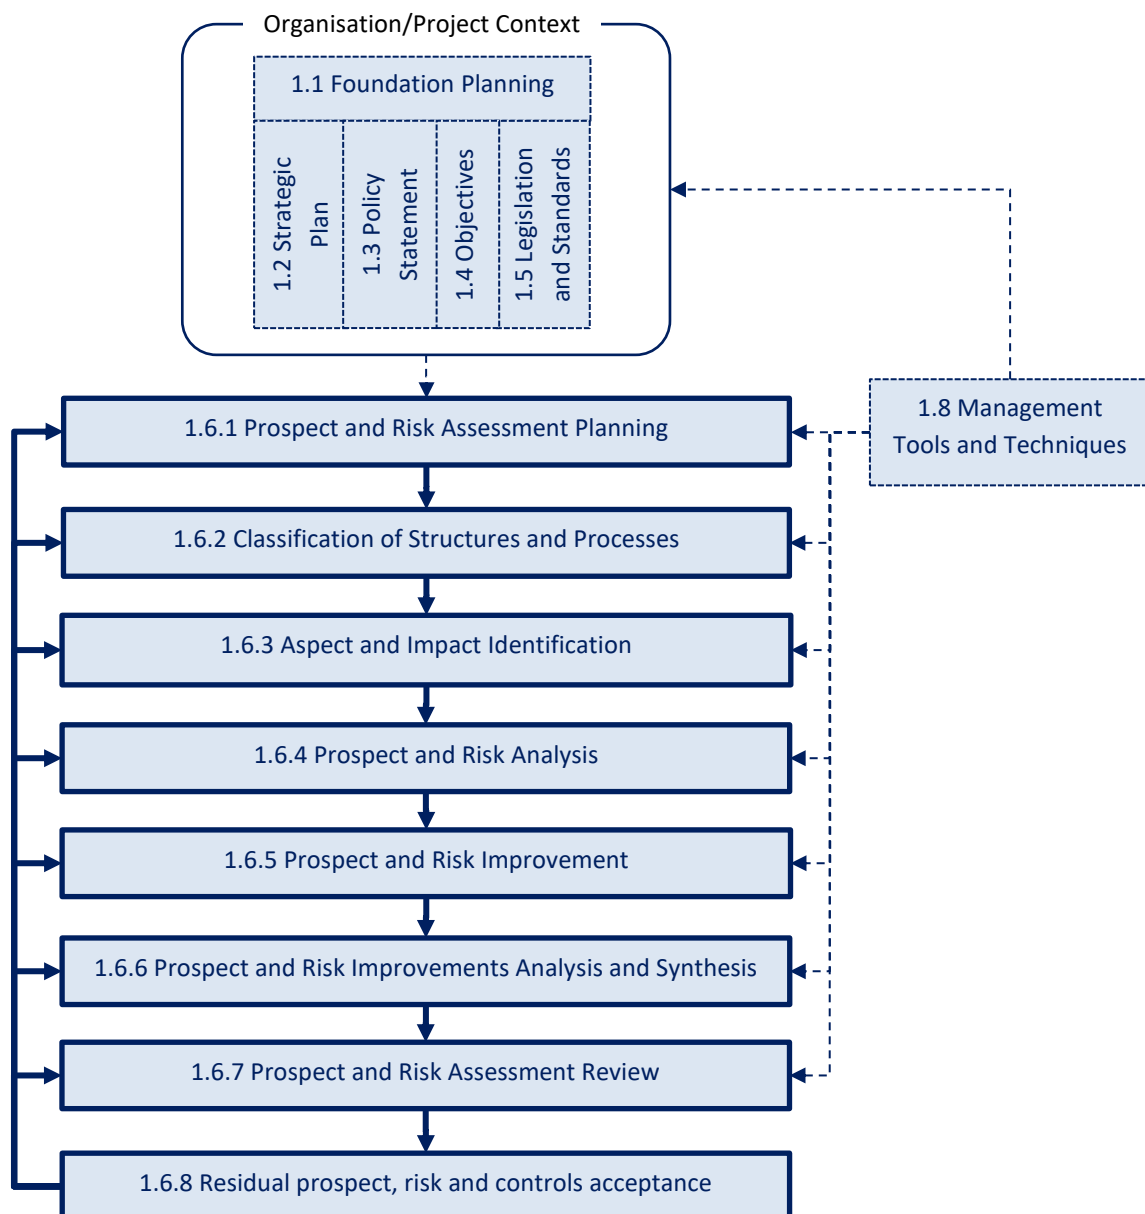 Organisation/Project Context
1.1 Foundation Planning
1.2 Strategic
Plan
1.3 Policy
Statement
1.4 Objectives
1.5 Legislation
and Standards
1.6.1 Prospect and Risk Assessment Planning
1.8 Management
Tools and Techniques
1.6.2 Classification of Structures and Processes
1.6.3 Aspect and Impact Identification
1.6.4 Prospect and Risk Analysis
1.6.5 Prospect and Risk Improvement
1.6.6 Prospect and Risk Improvements Analysis and Synthesis
1.6.7 Prospect and Risk Assessment Review
1.6.8 Residual prospect, risk and controls acceptance